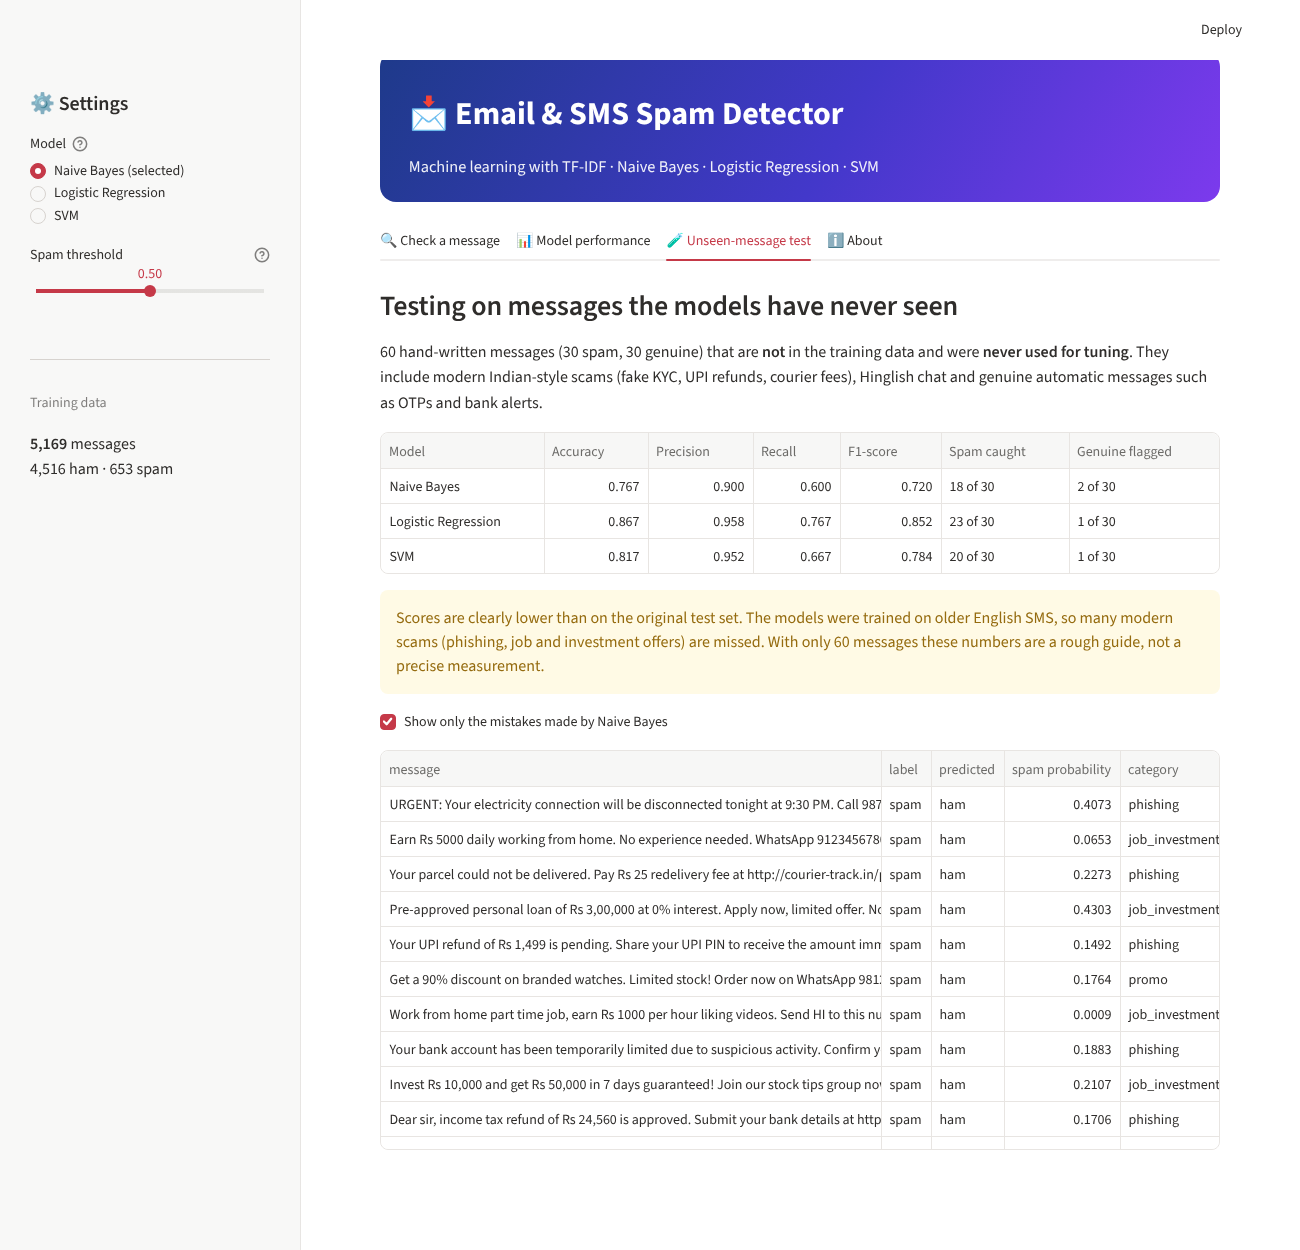 Deploy
⚙️ Settings
Model
Naive Bayes (selected)
Logistic Regression
SVM
Spam threshold
0.50
Training data
5,169 messages
4,516 ham · 653 spam
📩 Email & SMS Spam Detector
Machine learning with TF-IDF · Naive Bayes · Logistic Regression · SVM
🔍 Check a message 📊 Model performance 🧪 Unseen-message test ℹ️ About
Testing on messages the models have never seen
60 hand-written messages (30 spam, 30 genuine) that are not in the training data and were never used for tuning. They
include modern Indian-style scams (fake KYC, UPI refunds, courier fees), Hinglish chat and genuine automatic messages such
as OTPs and bank alerts.
Model Accuracy Precision Recall F1-score Spam caught Genuine flagged
Naive Bayes 0.767 0.900 0.600 0.720 18 of 30 2 of 30
Logistic Regression 0.867 0.958 0.767 0.852 23 of 30 1 of 30
SVM 0.817 0.952 0.667 0.784 20 of 30 1 of 30
Scores are clearly lower than on the original test set. The models were trained on older English SMS, so many modern
scams (phishing, job and investment offers) are missed. With only 60 messages these numbers are a rough guide, not a
precise measurement.
Show only the mistakes made by Naive Bayes
message label predicted spam probability category
URGENT: Your electricity connection will be disconnected tonight at 9:30 PM. Call 987 spam ham 0.4073 phishing
Earn Rs 5000 daily working from home. No experience needed. WhatsApp 912345678 spam ham 0.0653 job_investment
Your parcel could not be delivered. Pay Rs 25 redelivery fee at http://courier-track.in/ spam ham 0.2273 phishing
Pre-approved personal loan of Rs 3,00,000 at 0% interest. Apply now, limited offer. No spam ham 0.4303 job_investment
Your UPI refund of Rs 1,499 is pending. Share your UPI PIN to receive the amount imm spam ham 0.1492 phishing
Get a 90% discount on branded watches. Limited stock! Order now on WhatsApp 981 spam ham 0.1764 promo
Work from home part time job, earn Rs 1000 per hour liking videos. Send HI to this nu spam ham 0.0009 job_investment
Your bank account has been temporarily limited due to suspicious activity. Confirm y spam ham 0.1883 phishing
Invest Rs 10,000 and get Rs 50,000 in 7 days guaranteed! Join our stock tips group no spam ham 0.2107 job_investment
Dear sir, income tax refund of Rs 24,560 is approved. Submit your bank details at http spam ham 0.1706 phishing